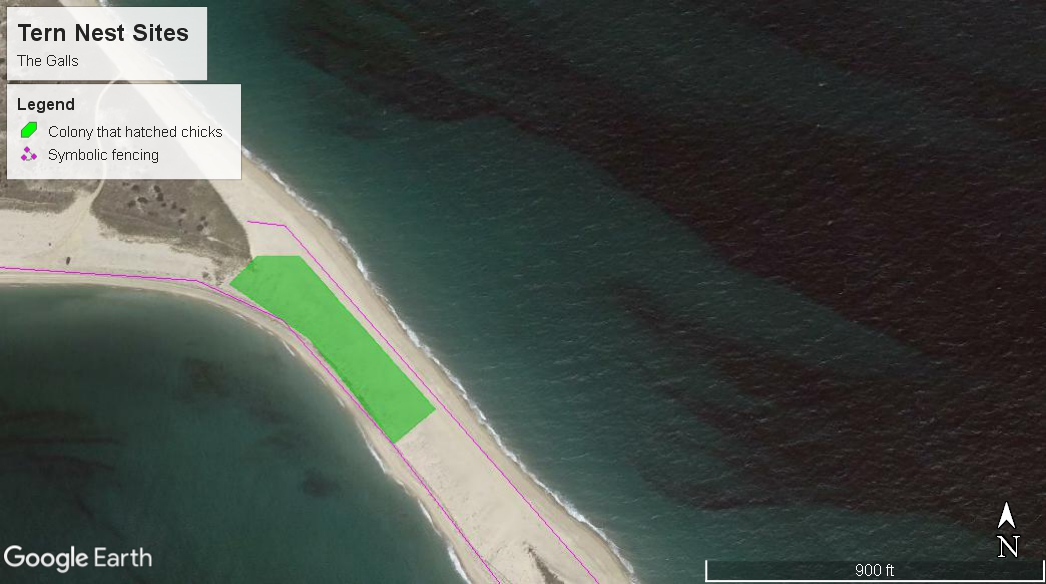 Tern Nest Sites
The Galls
Legend
Colony that hatched chicks
Symbolic fencing
Google Earth
N
900 ft